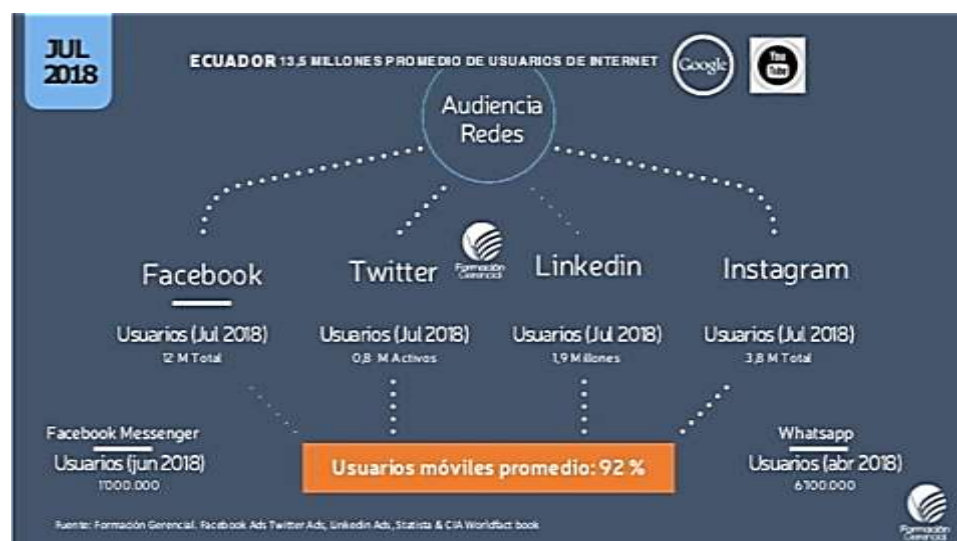 JUL
2018
ECUADOR 13,5 MILLONES PROMEDIO DE USUARIOS DE INTERNET
Google
You
Tube
Audiencia
Redes
Facebook
Twitter
Formación
Gerencial
Linkedin
Instagram
Usuarios (Jul 2018)
12 M Total
Usuarios (Jul 2018)
0,8 M Activos
Usuarios (Jul 2018)
1,9 Millones
Usuarios (Jul 2018)
3,8 M Total
Facebook Messenger
Usuarios (jun 2018)
1'000.000
Usuarios móviles promedio: 92 %
Whatsapp
Usuarios (abr 2018)
6'100.000
Fuente: Formación Gerencial. Facebook Ads Twitter Ads, Linkedin Ads, Statista & CIA Worldfact book
Formación
Gerencial